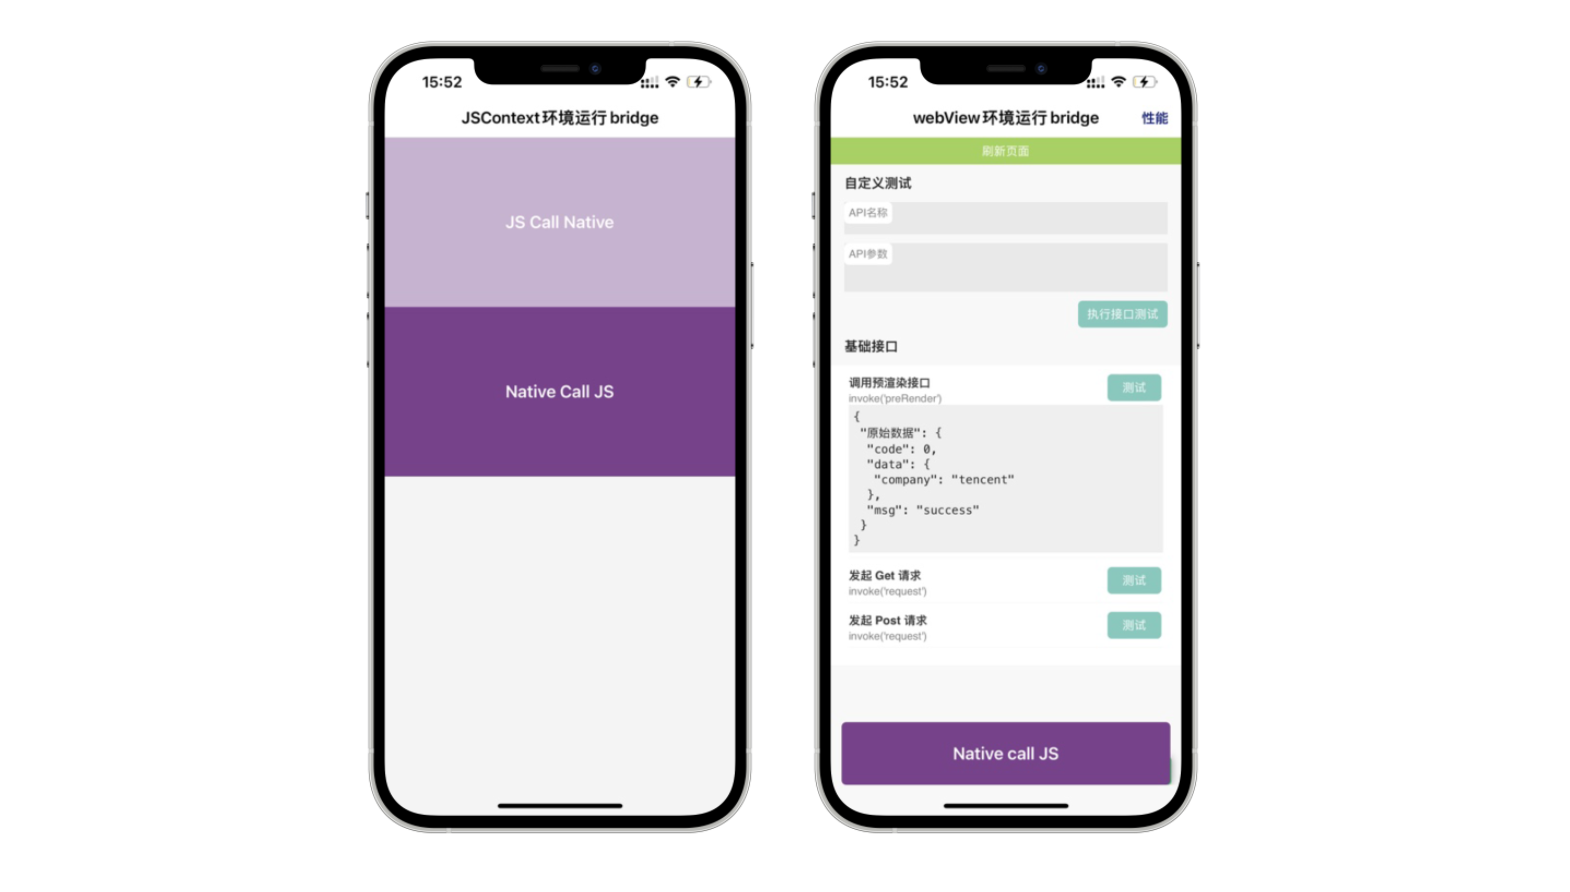 15:52
JSContext环境运行 bridge
JS Call Native
Native Call JS
15:52
webView环境运行 bridge
性能
刷新页面
自定义测试
API名称
API参数
执行接口测试
基础接口
调用预渲染接口
invoke('preRender')
测试
{
"原始数据": {
"code": 0,
"data": {
"company": "tencent"
},
"msg": "success"
}
}
发起 Get 请求
invoke('request')
测试
发起 Post 请求
invoke('request')
测试
Native call JS